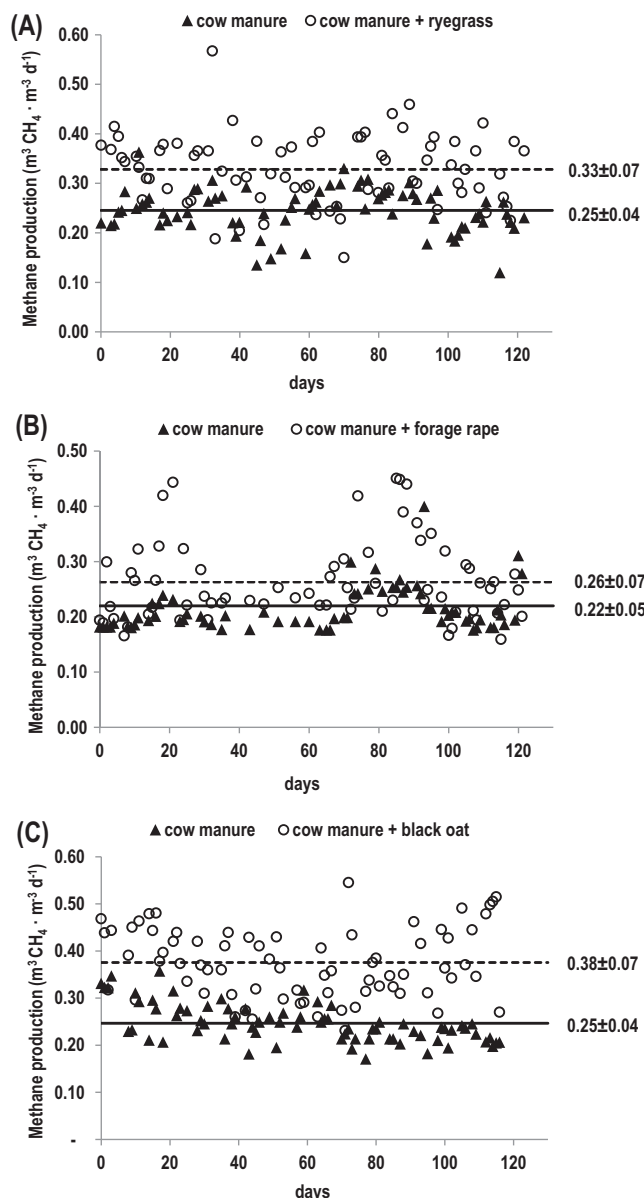 (A)
▲ cow manure ○ cow manure + ryegrass
Methane production (m³ CH₄ · m⁻³ d⁻¹)
0.60
0.50
0.40
0.30
0.20
0.10
0.00
0.33±0.07
0.25±0.04
0 20 40 60 80 100 120
days
(B)
▲ cow manure ○ cow manure + forage rape
Methane production (m³ CH₄ · m⁻³ d⁻¹)
0.50
0.40
0.30
0.20
0.10
0.00
0.26±0.07
0.22±0.05
0 20 40 60 80 100 120
days
(C)
▲ cow manure ○ cow manure + black oat
Methane production (m³ CH₄ · m⁻³ d⁻¹)
0.60
0.50
0.40
0.30
0.20
0.10
-
0.38±0.07
0.25±0.04
0 20 40 60 80 100 120
days